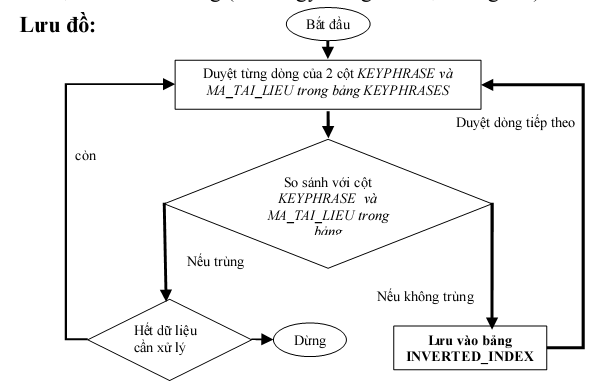 Lưu đồ:
Bắt đầu
Duyệt từng dòng của 2 cột KEYPHRASE và
MA_TAI_LIEU trong bảng KEYPHRASES
Duyệt dòng tiếp theo
còn
So sánh với cột
KEYPHRASE và
MA_TAI_LIEU trong
bảng
Nếu trùng
Nếu không trùng
Hết dữ liệu
cần xử lý
Dừng
Lưu vào bảng
INVERTED_INDEX